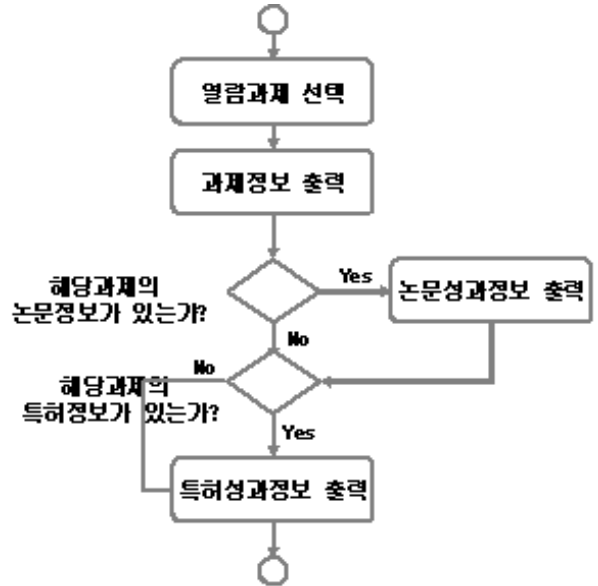 열람과제 선택
과제정보 출력
해당과제의
논문정보가 있는가?
Yes
논문성과정보 출력
No
No
해당과제의
특허정보가 있는가?
Yes
특허성과정보 출력